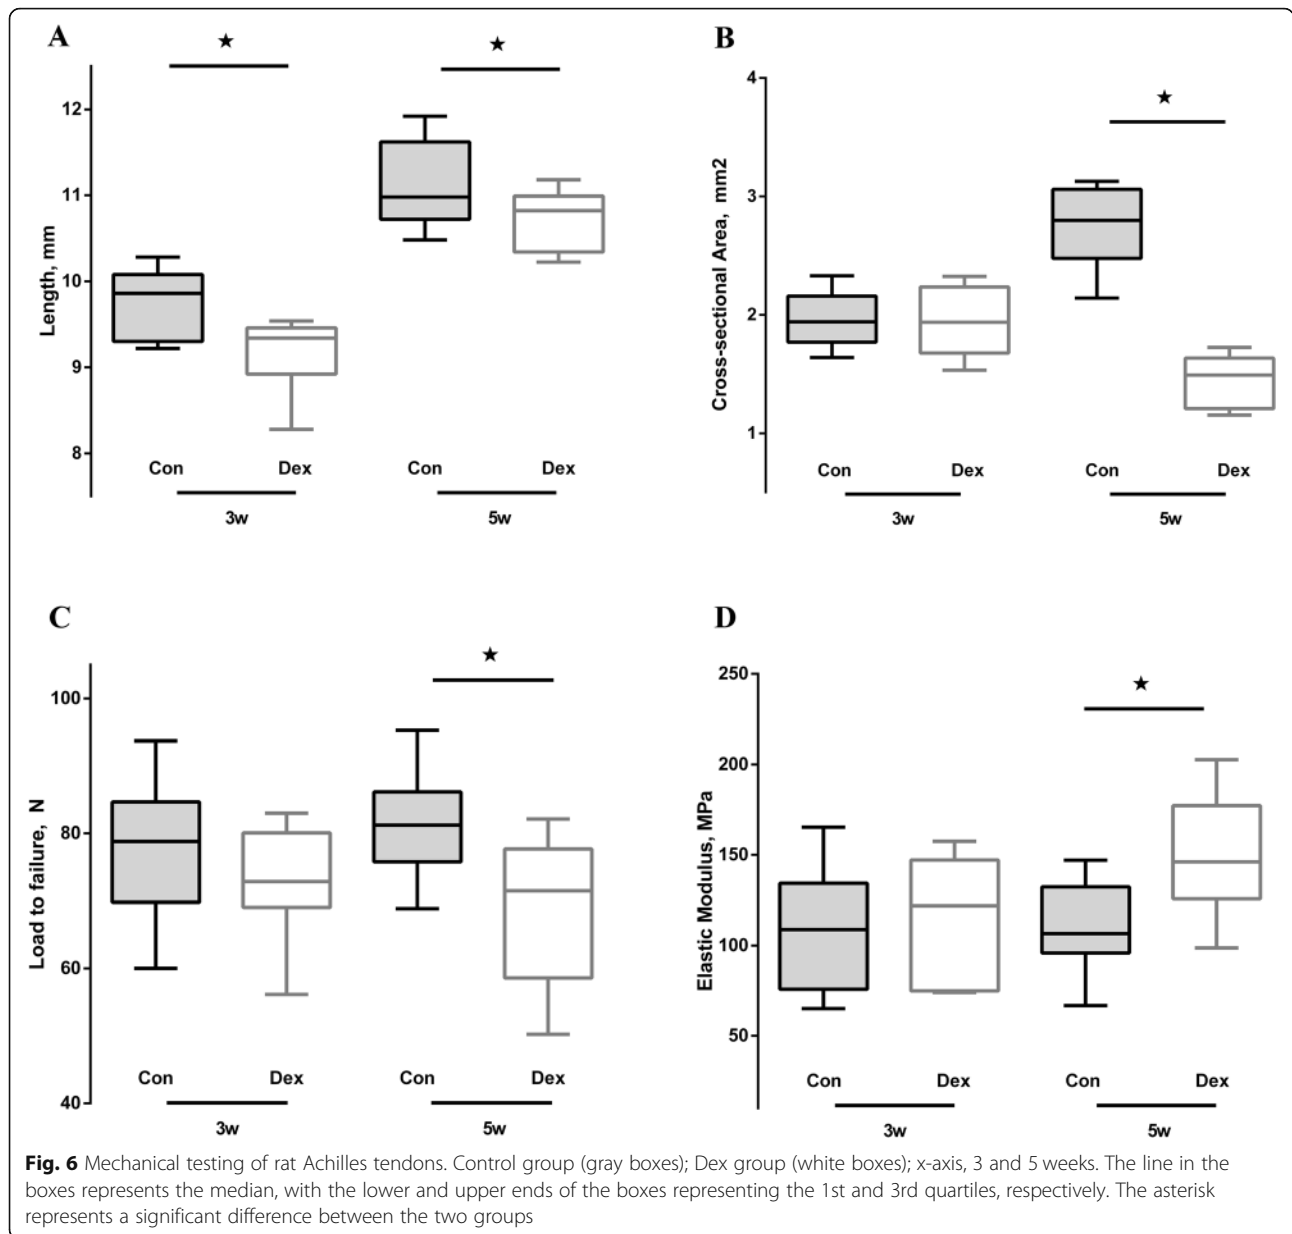 A
★
★
Length, mm
12
11
10
9
8
Con
Dex
Con
Dex
3w
5w
B
★
Cross-sectional Area, mm2
4
3
2
1
Con
Dex
Con
Dex
3w
5w
C
★
Load to failure, N
100
80
60
40
Con
Dex
Con
Dex
3w
5w
D
★
Elastic Modulus, MPa
250
200
150
100
50
Con
Dex
Con
Dex
3w
5w
Fig. 6 Mechanical testing of rat Achilles tendons. Control group (gray boxes); Dex group (white boxes); x-axis, 3 and 5 weeks. The line in the
boxes represents the median, with the lower and upper ends of the boxes representing the 1st and 3rd quartiles, respectively. The asterisk
represents a significant difference between the two groups